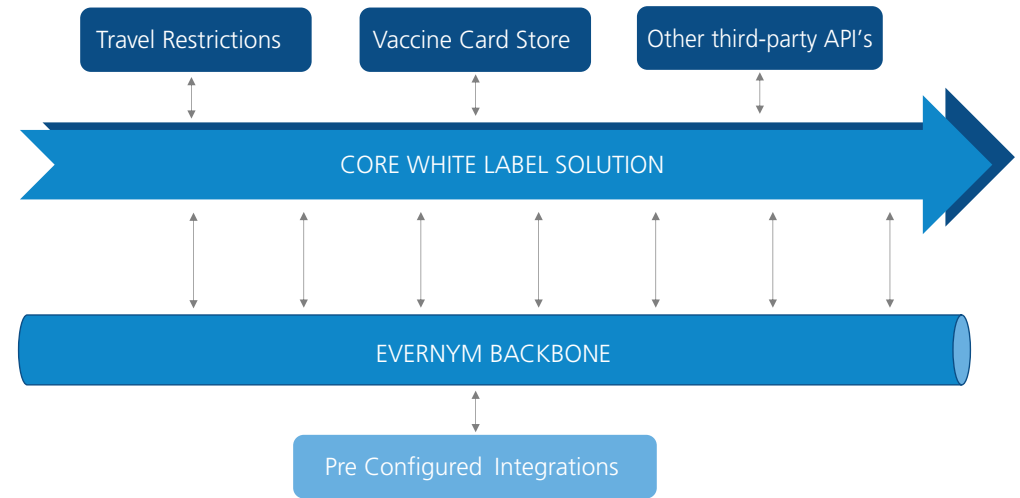 Travel Restrictions
Vaccine Card Store
Other third-party API's
CORE WHITE LABEL SOLUTION
EVERNYM BACKBONE
Pre Configured Integrations